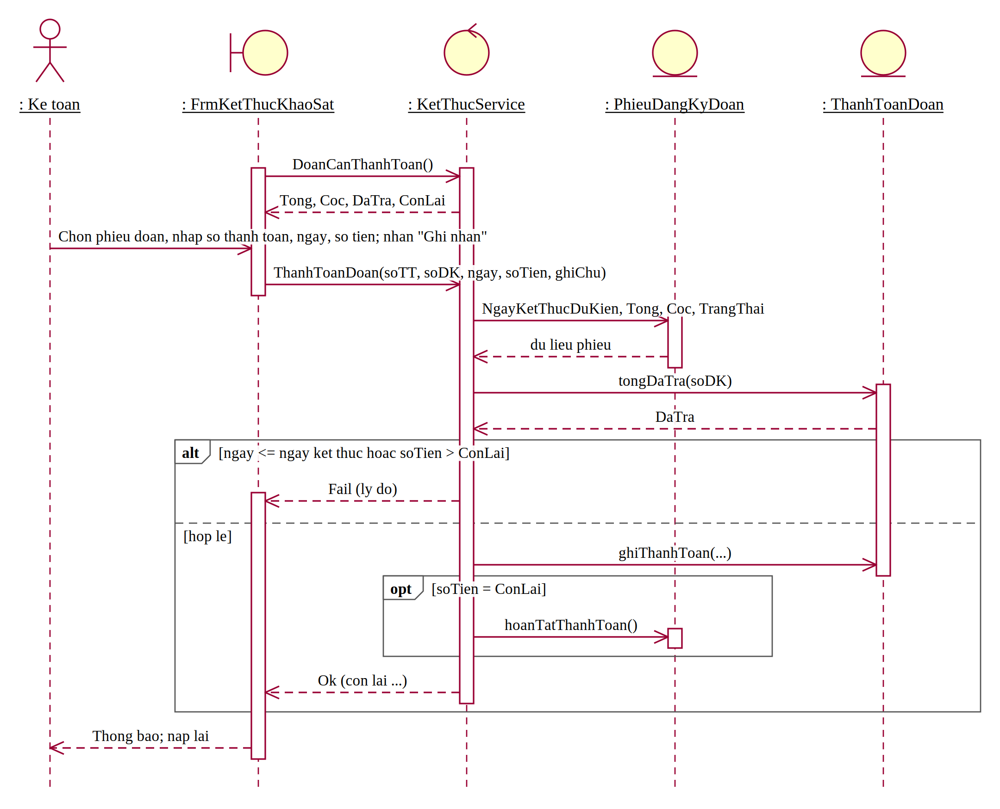 : Ke toan
: FrmKetThucKhaoSat
: KetThucService
: PhieuDangKyDoan
: ThanhToanDoan
DoanCanThanhToan()
Tong, Coc, DaTra, ConLai
Chon phieu doan, nhap so thanh toan, ngay, so tien; nhan "Ghi nhan"
ThanhToanDoan(soTT, soDK, ngay, soTien, ghiChu)
NgayKetThucDuKien, Tong, Coc, TrangThai
du lieu phieu
tongDaTra(soDK)
DaTra
alt [ngay <= ngay ket thuc hoac soTien > ConLai]
Fail (ly do)
[hop le]
ghiThanhToan(...)
opt [soTien = ConLai]
hoanTatThanhToan()
Ok (con lai ...)
Thong bao; nap lai